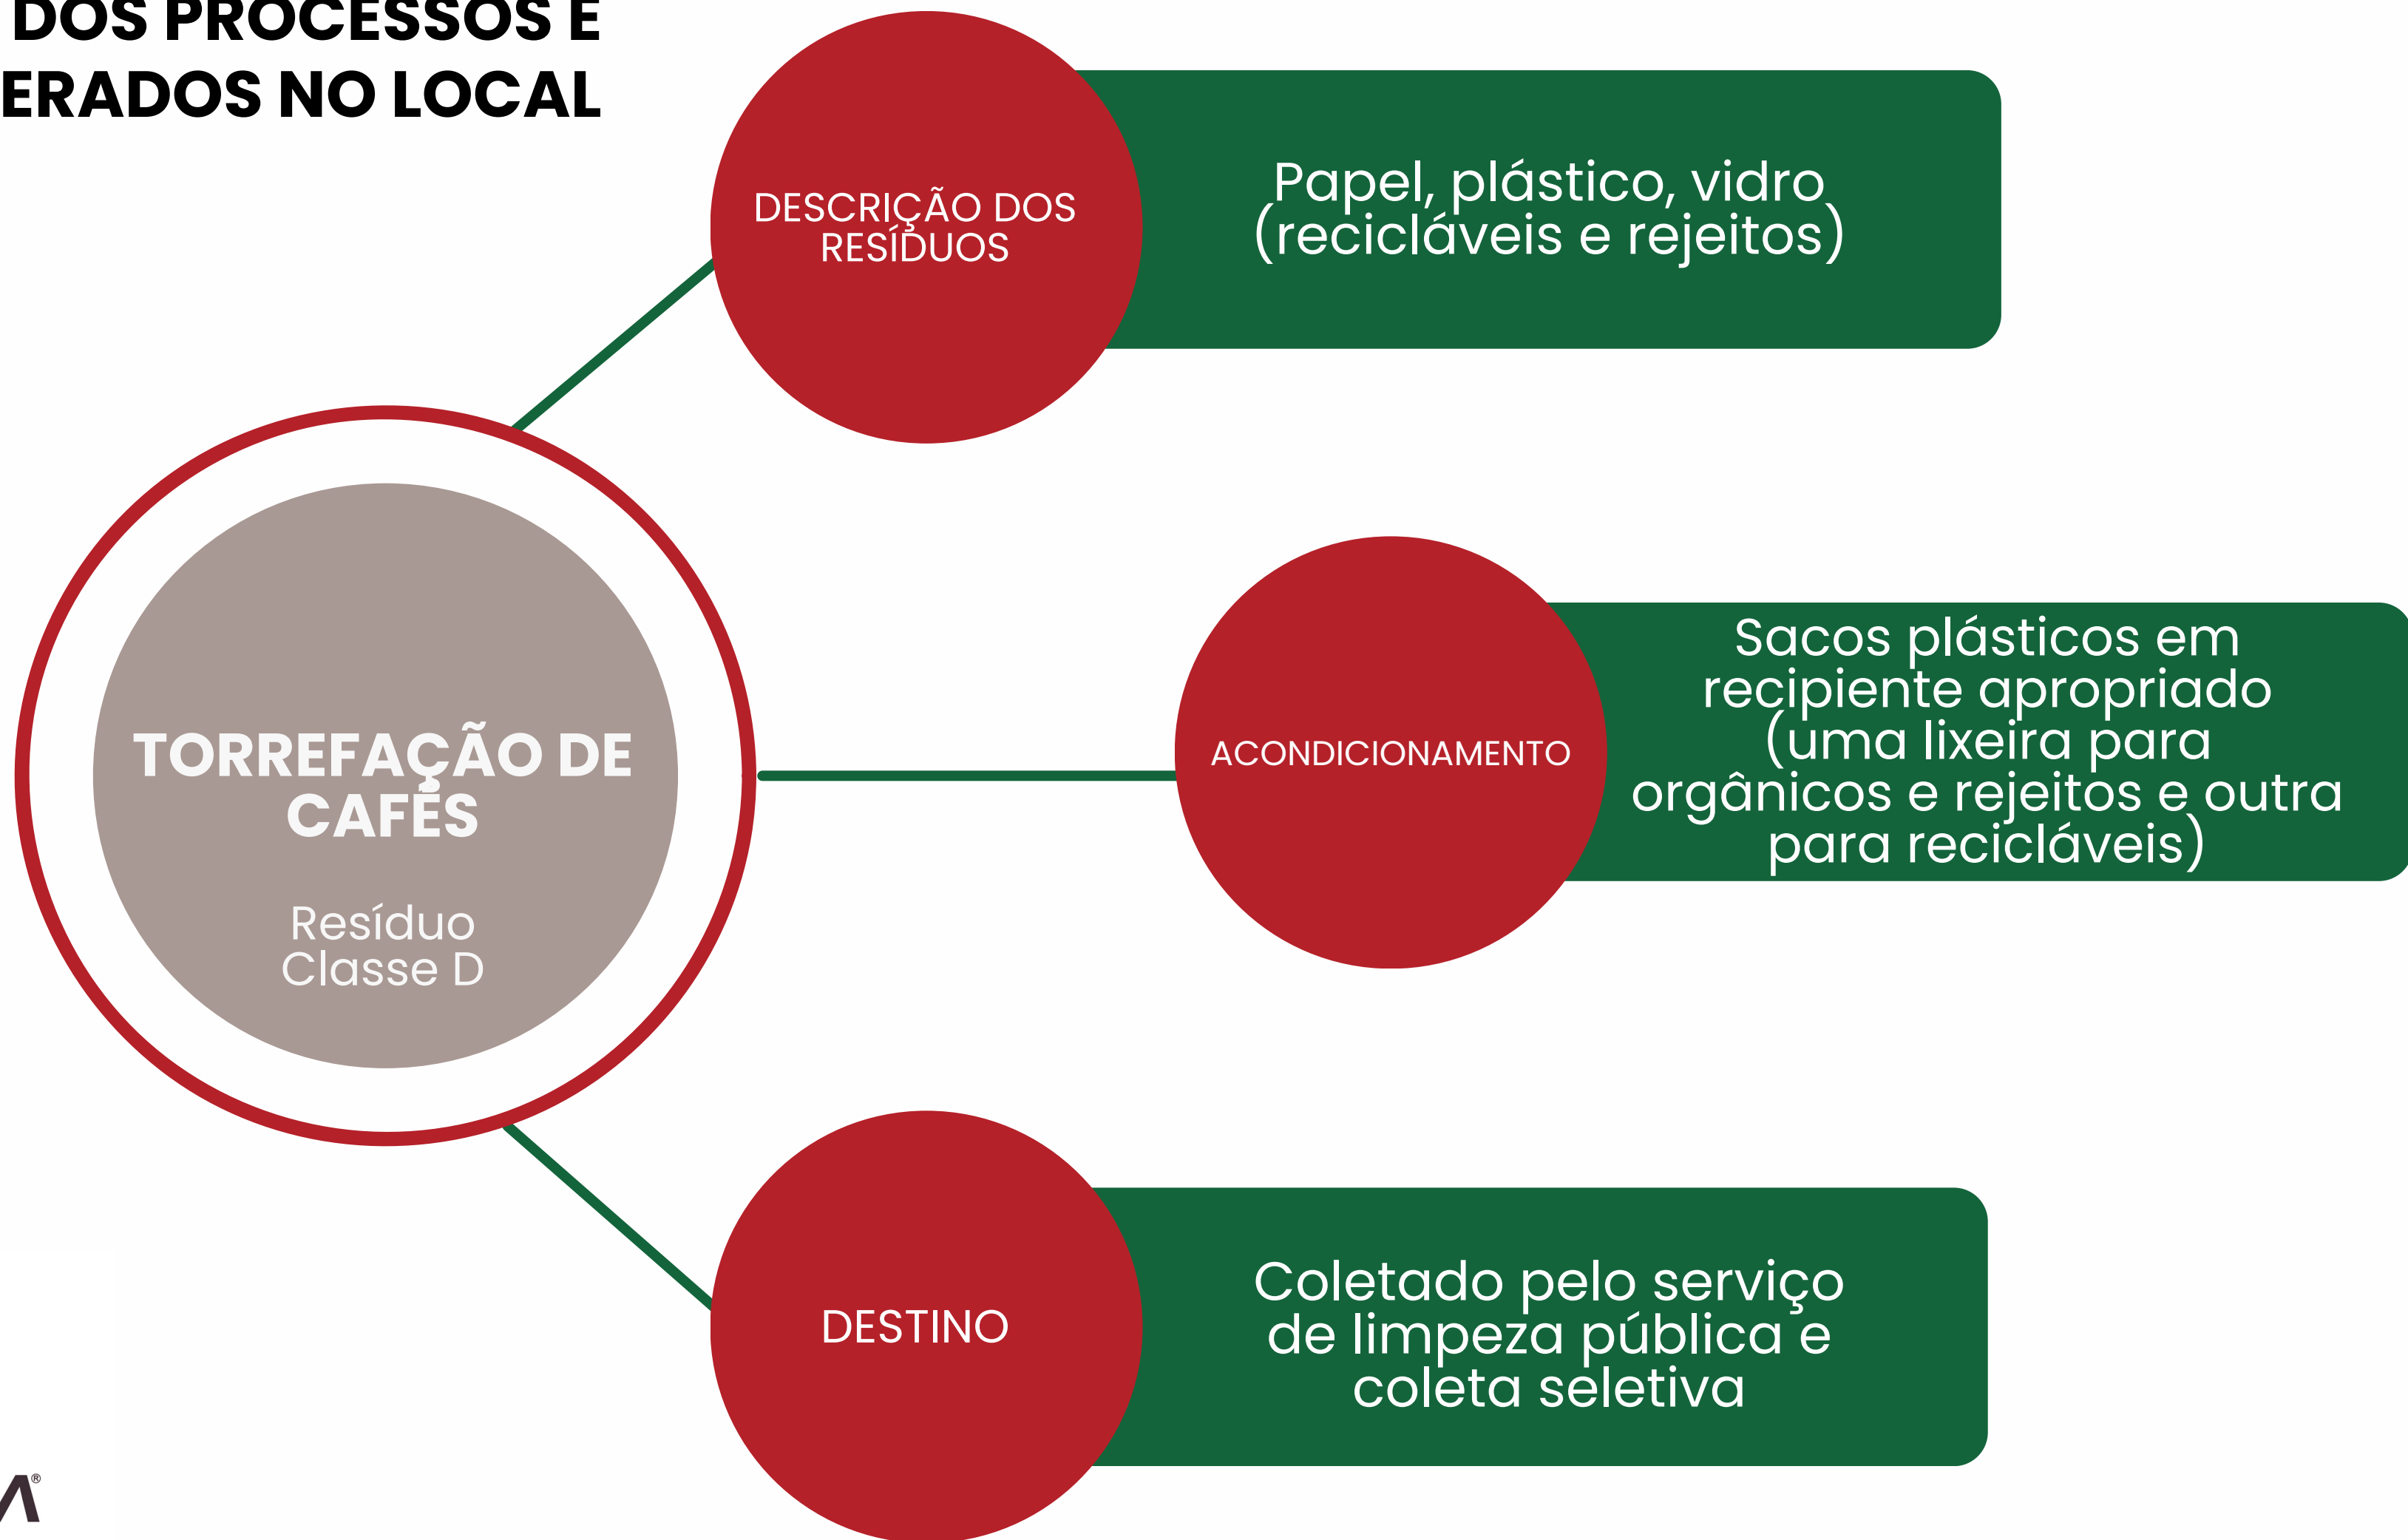 DOS PROCESSOS E
ERADOS NO LOCAL
DESCRIÇÃO DOS
RESÍDUOS
Papel, plástico, vidro
(recicláveis e rejeitos)
TORREFAÇÃO DE
CAFÉS
Resíduo
Classe D
ACONDICIONAMENTO
Sacos plásticos em
recipiente apropriado
(uma lixeira para
orgânicos e rejeitos e outra
para recicláveis)
DESTINO
Coletado pelo serviço
de limpeza pública e
coleta seletiva